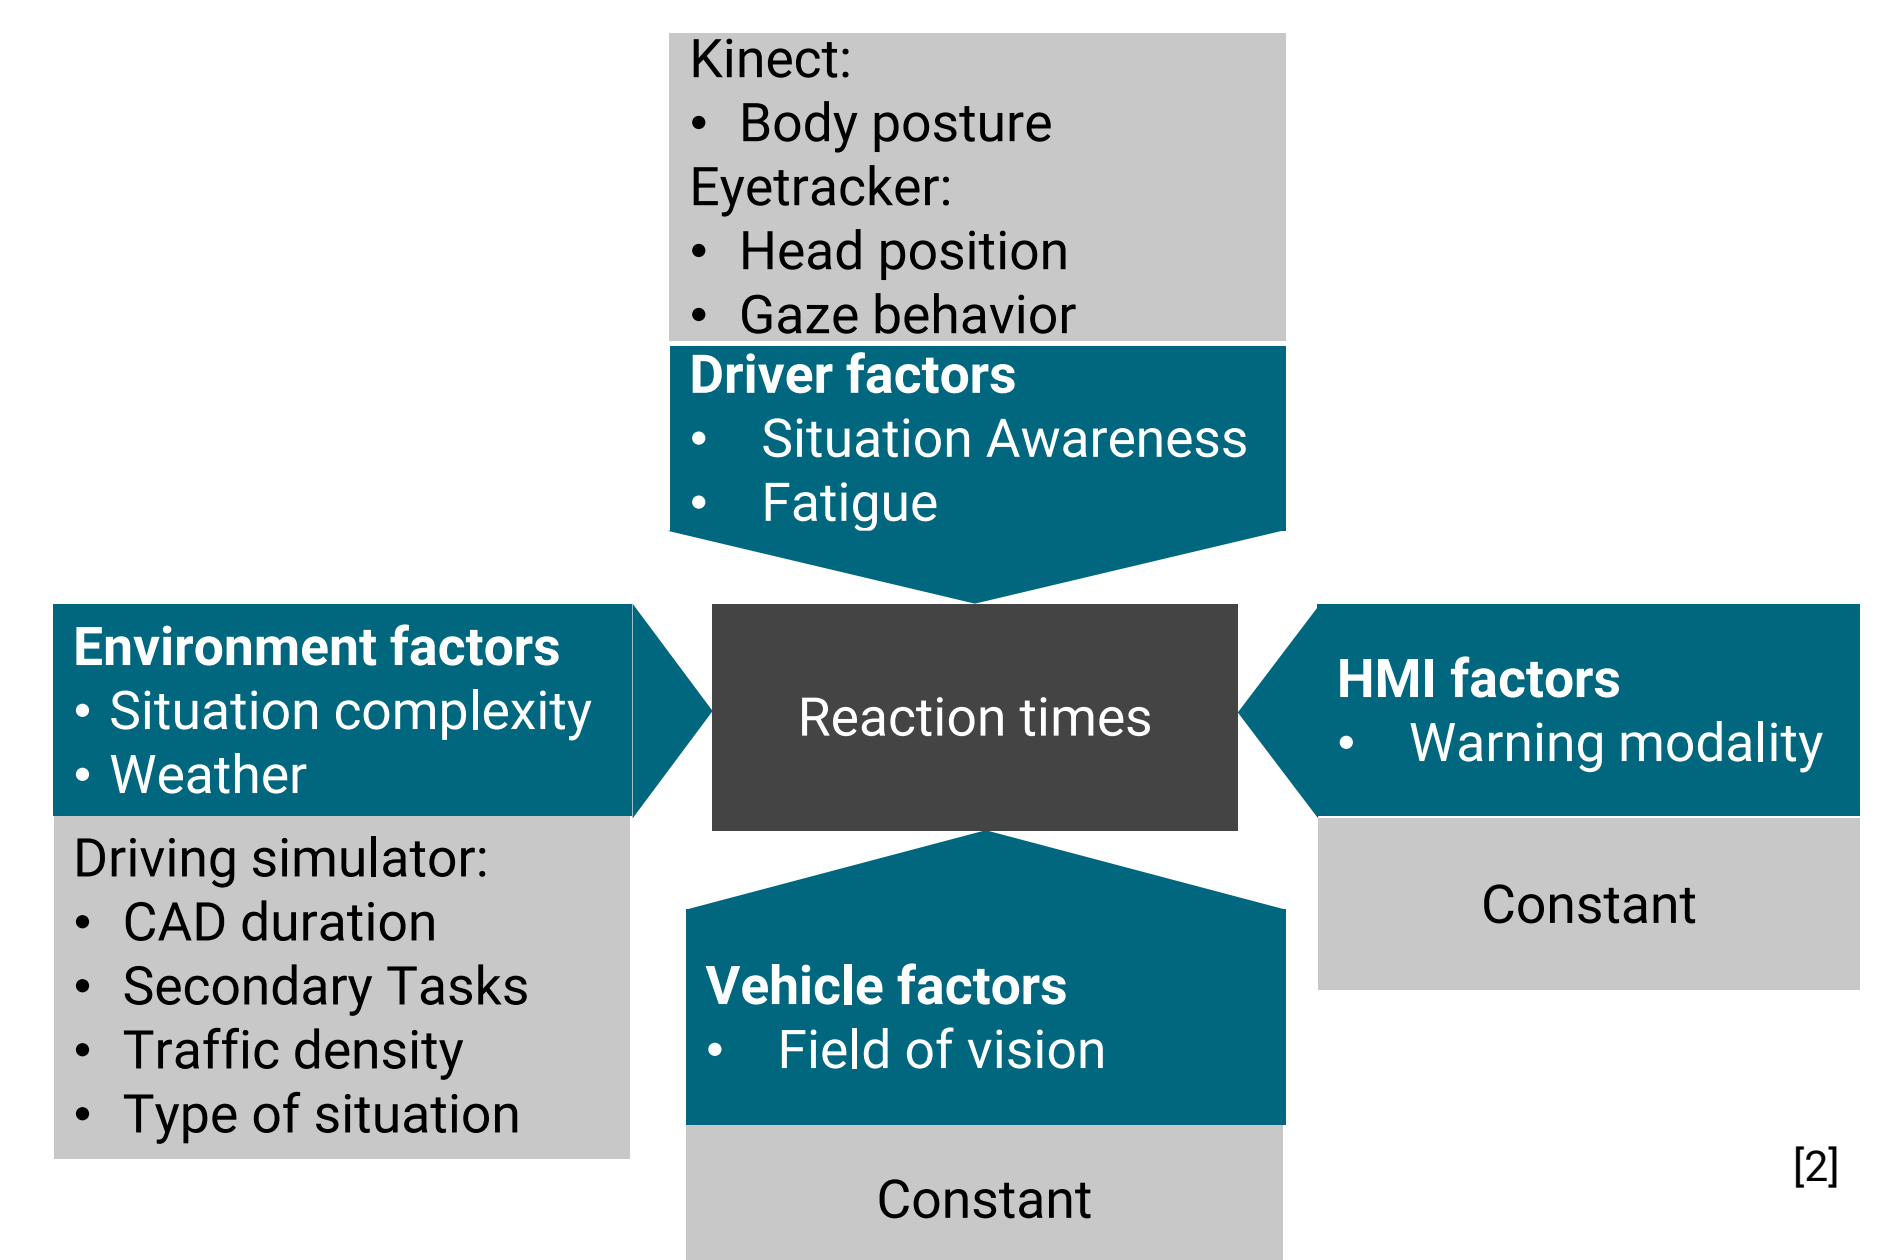 Kinect:
• Body posture
Eyetracker:
• Head position
• Gaze behavior
Driver factors
• Situation Awareness
• Fatigue
Environment factors
• Situation complexity
• Weather
Driving simulator:
• CAD duration
• Secondary Tasks
• Traffic density
• Type of situation
Reaction times
HMI factors
• Warning modality
Constant
Vehicle factors
• Field of vision
Constant
[2]